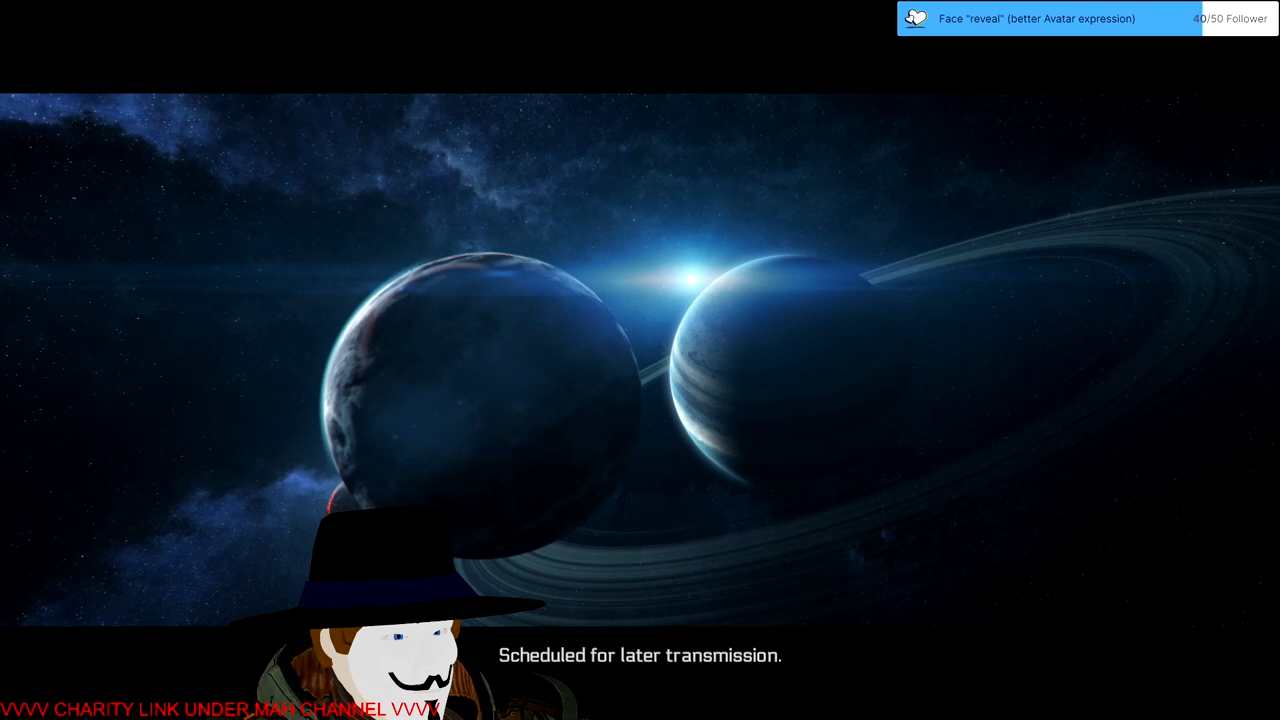 Face "reveal" (better Avatar expression)
40/50 Follower
Scheduled for later transmission.
VVVV CHARITY LINK UNDER MAH CHANNEL VVVV